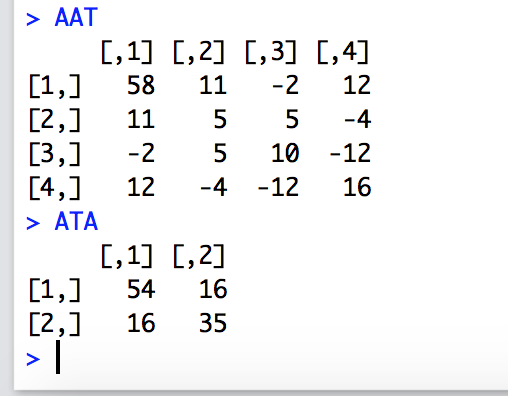 > AAT
     [,1] [,2] [,3] [,4]
[1,]   58   11   -2   12
[2,]   11    5    5   -4
[3,]   -2    5   10  -12
[4,]   12   -4  -12   16
> ATA
     [,1] [,2]
[1,]   54   16
[2,]   16   35
>